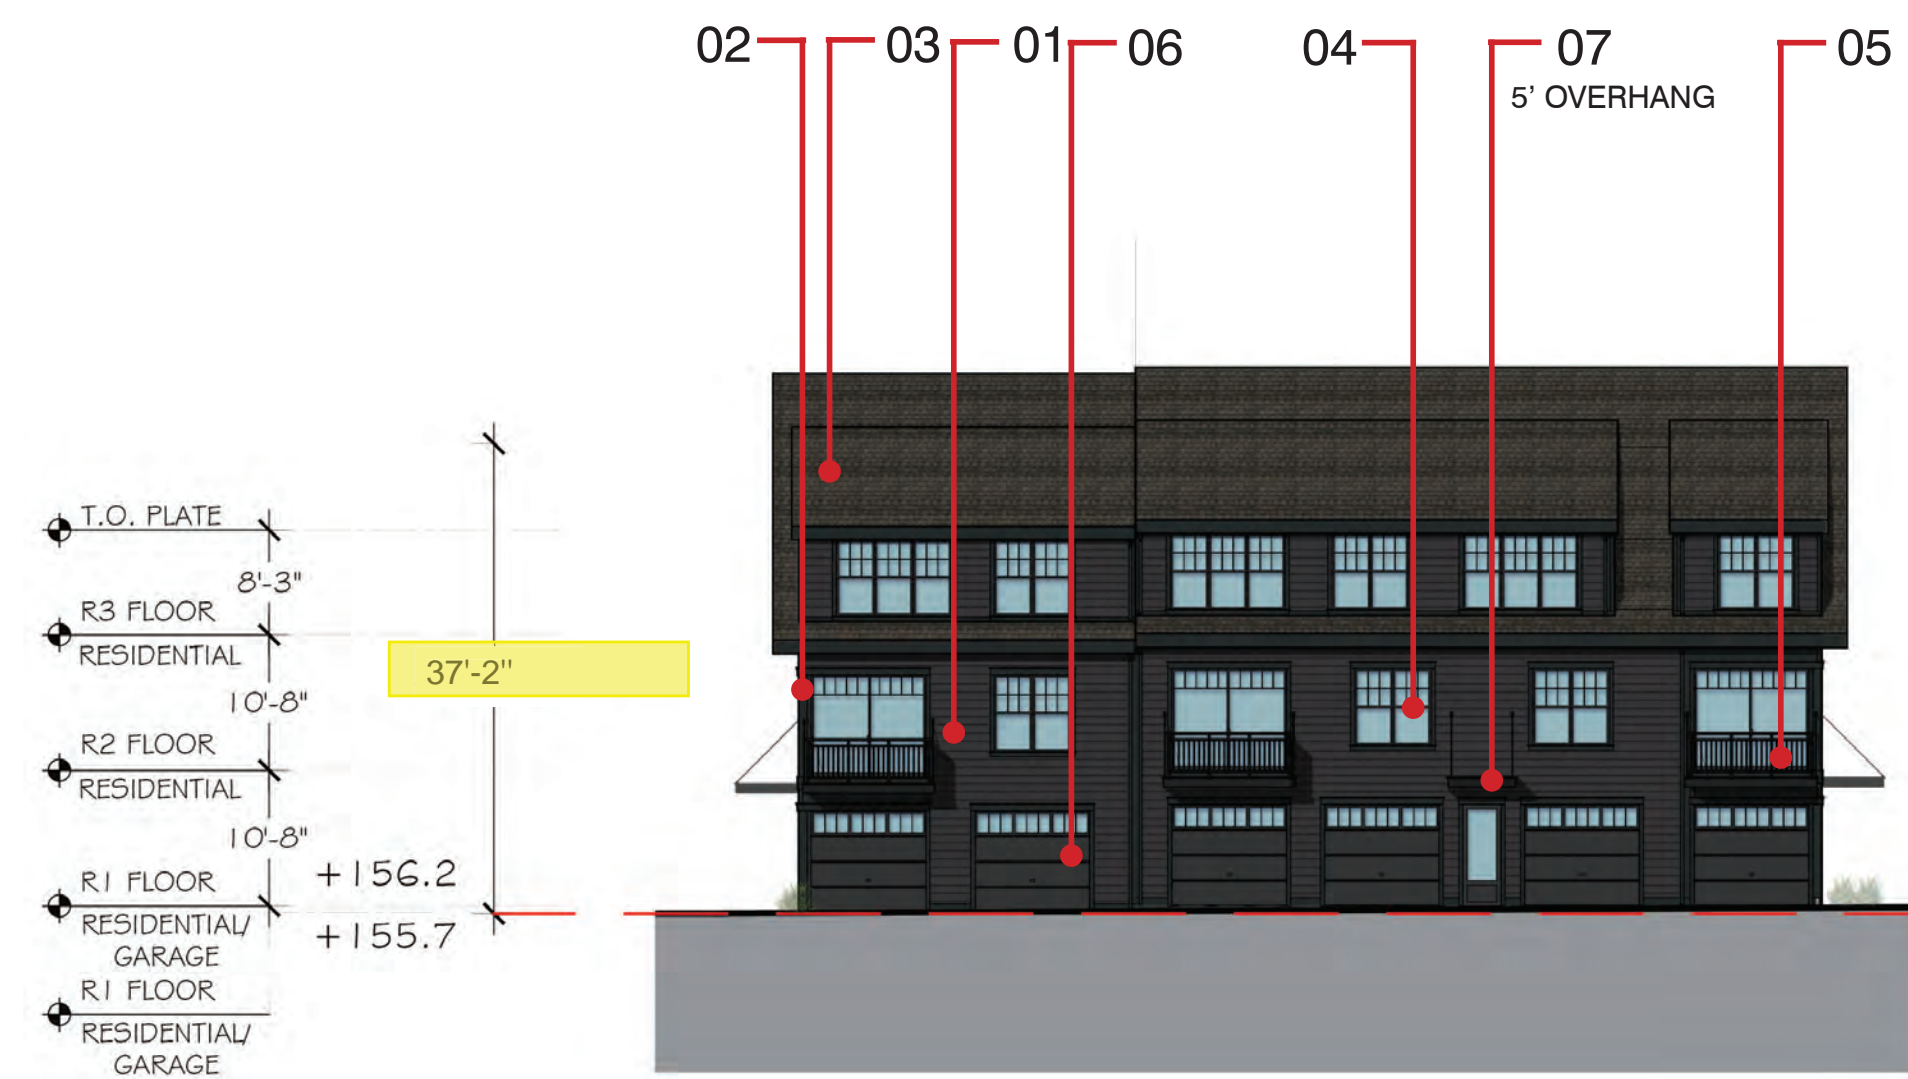 02
03
01
06
04
07
05
5’ OVERHANG
T.O. PLATE
8'-3"
R3 FLOOR
RESIDENTIAL
37'-2"
10'-8"
R2 FLOOR
RESIDENTIAL
10'-8"
R1 FLOOR
+156.2
RESIDENTIAL/
GARAGE
+155.7
R1 FLOOR
RESIDENTIAL/
GARAGE